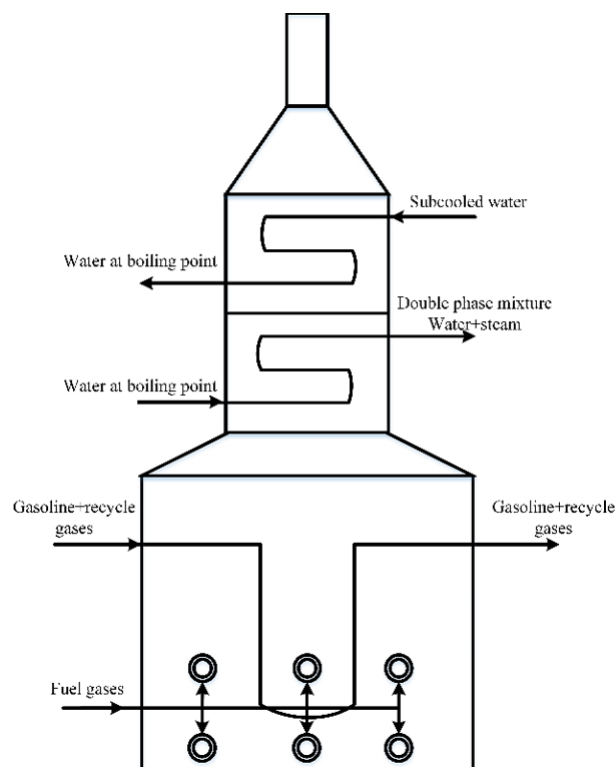 Subcooled water
Water at boiling point
Double phase mixture
Water+steam
Water at boiling point
Gasoline+recycle
gases
Gasoline+recycle
gases
Fuel gases